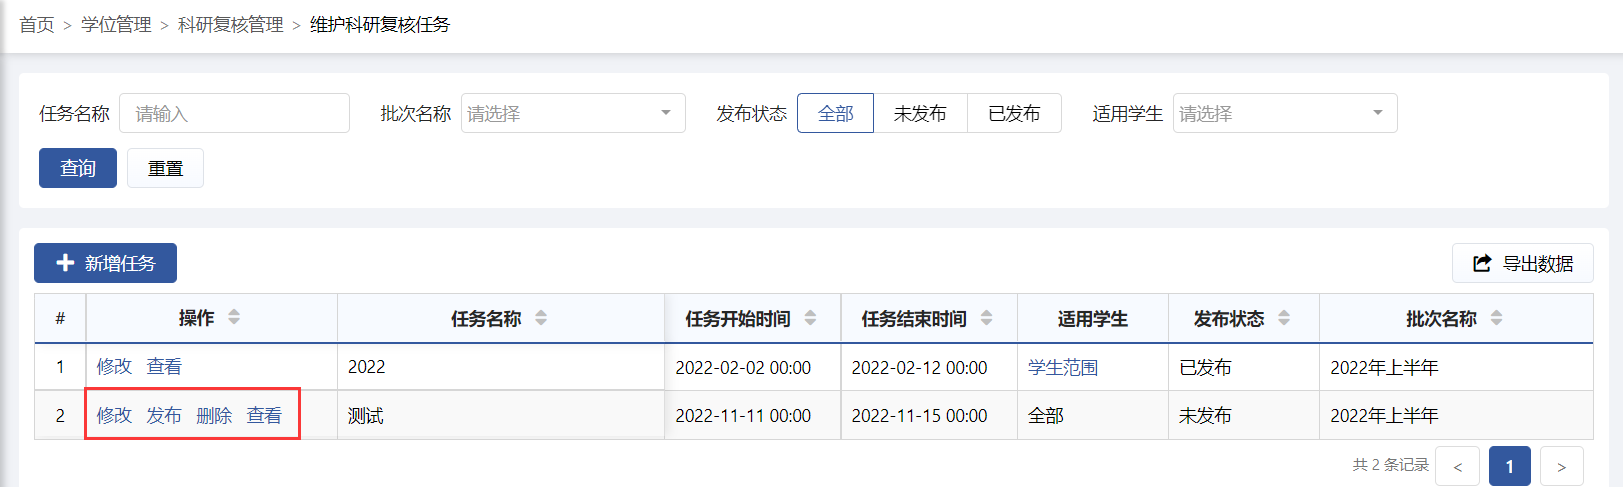 首页 > 学位管理 > 科研复核管理 > 维护科研复核任务
任务名称 请输入 批次名称 请选择 发布状态 全部 未发布 已发布 适用学生 请选择
查询 重置
新增任务 导出数据
# 操作 任务名称 任务开始时间 任务结束时间 适用学生 发布状态 批次名称
1 修改 查看 2022 2022-02-02 00:00 2022-02-12 00:00 学生范围 已发布 2022年上半年
2 修改 发布 删除 查看 测试 2022-11-11 00:00 2022-11-15 00:00 全部 未发布 2022年上半年
共 2 条记录 < 1 >